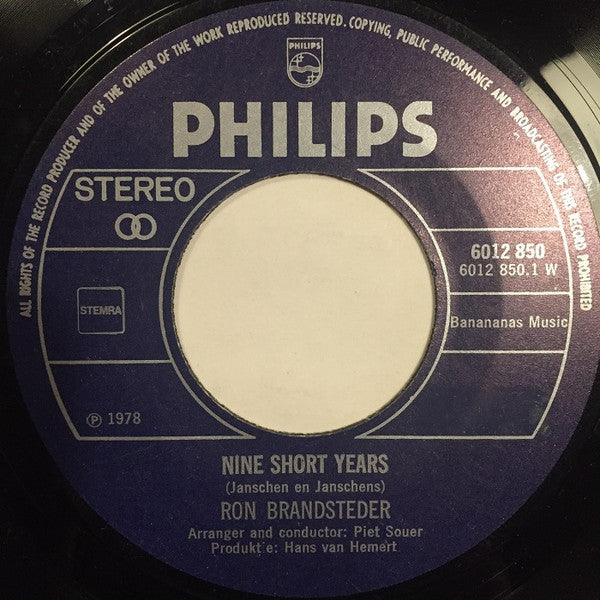 ALL RIGHTS OF THE RECORD PRODUCER AND OF THE OWNER OF THE WORK REPRODUCED RESERVED. COPYING, PUBLIC PERFORMANCE AND BROADCASTING OF THIS RECORD PROHIBITED
PHILIPS
PHILIPS
STEREO
6012 850
6012 850.1 W
STEMRA
Banananas Music
℗ 1978
NINE SHORT YEARS
(Janschen en Janschens)
RON BRANDSTEDER
Arranger and conductor: Piet Souer
Produktie: Hans van Hemert